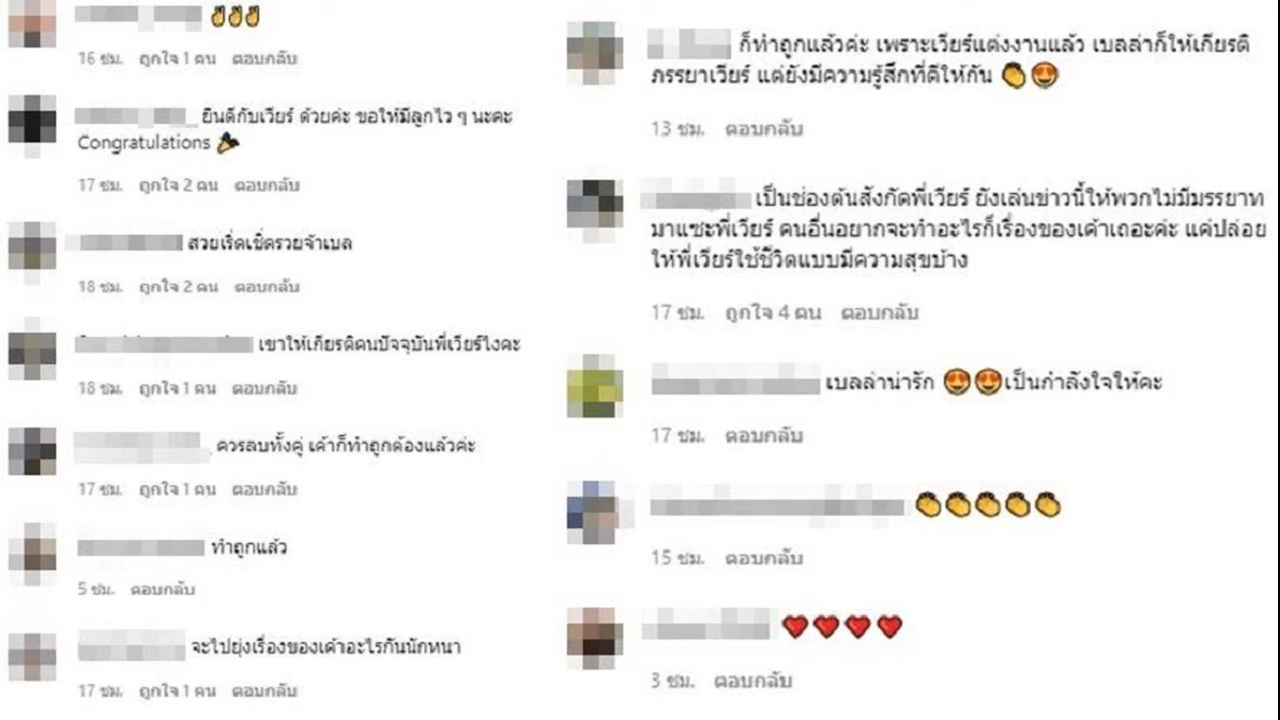 ✌✌✌
16 ชม. ถูกใจ 1 คน ตอบกลับ
ยินดีกับเวียร์ ด้วยค่ะ ขอให้มีลูกไว ๆ นะคะ
Congratulations 🎉
17 ชม. ถูกใจ 2 คน ตอบกลับ
สวยเริ่ดเชิ่ดรวยจ้าเบล
18 ชม. ถูกใจ 2 คน ตอบกลับ
เขาให้เกียรติคนปัจจุบันพี่เวียร์ไงคะ
18 ชม. ถูกใจ 1 คน ตอบกลับ
ควรลบทั้งคู่ เค้าก็ทำถูกต้องแล้วค่ะ
17 ชม. ถูกใจ 1 คน ตอบกลับ
ทำถูกแล้ว
5 ชม. ตอบกลับ
จะไปยุ่งเรื่องของเค้าอะไรกันนักหนา
17 ชม. ถูกใจ 1 คน ตอบกลับ
ก็ทำถูกแล้วค่ะ เพราะเวียร์แต่งงานแล้ว เบลล่าก็ให้เกียรติ
ภรรยาเวียร์ แต่ยังมีความรู้สึกที่ดีให้กัน 👏😍
13 ชม. ตอบกลับ
เป็นช่องต้นสังกัดพี่เวียร์ ยังเล่นข่าวนี้ให้พวกไม่มีมรรยาท
มาแซะพี่เวียร์ คนอื่นอยากจะทำอะไรก็เรื่องของเค้าเถอะค่ะ แค่ปล่อย
ให้พี่เวียร์ใช้ชีวิตแบบมีความสุขบ้าง
17 ชม. ถูกใจ 4 คน ตอบกลับ
เบลล่าน่ารัก 😍😍เป็นกำลังใจให้คะ
17 ชม. ตอบกลับ
👏👏👏👏👏
15 ชม. ตอบกลับ
❤❤❤❤
3 ชม. ตอบกลับ